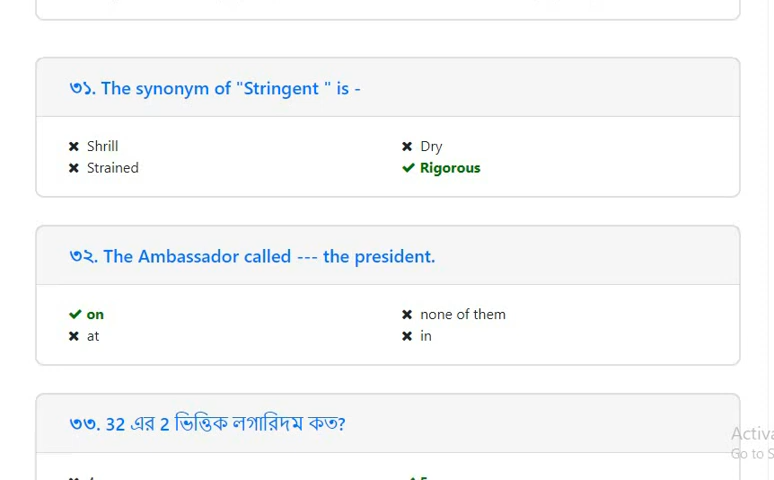 ৩১. The synonym of "Stringent " is -
Shrill
Dry
Strained
Rigorous
৩২. The Ambassador called --- the president.
on
none of them
at
in
৩৩. 32 এর 2 ভিত্তিক লগারিদম কত?
Activa
Go to S